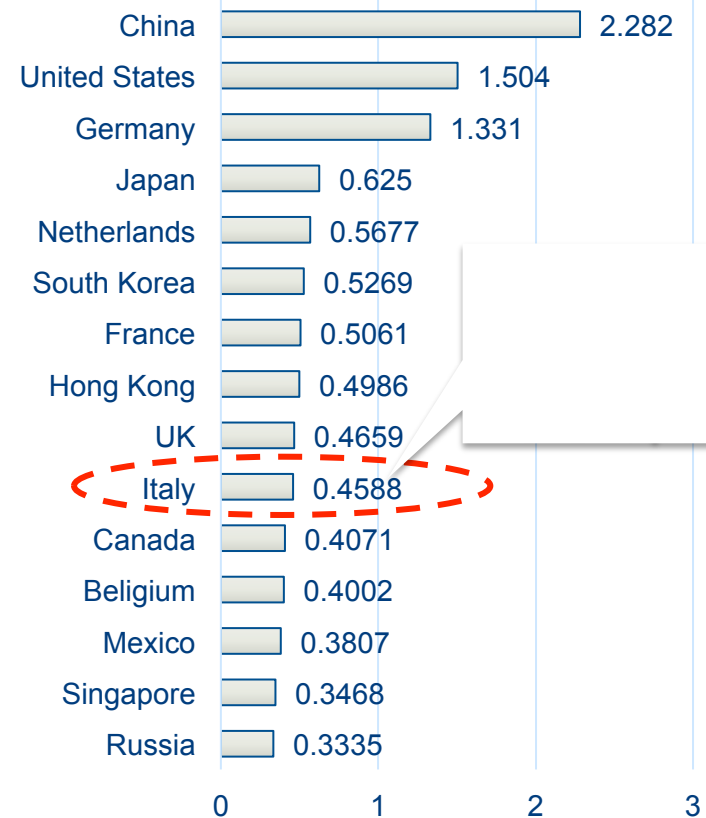 China 2.282
United States 1.504
Germany 1.331
Japan 0.625
Netherlands 0.5677
South Korea 0.5269
France 0.5061
Hong Kong 0.4986
UK 0.4659
Italy 0.4588
Canada 0.4071
Beligium 0.4002
Mexico 0.3807
Singapore 0.3468
Russia 0.3335
0 1 2 3